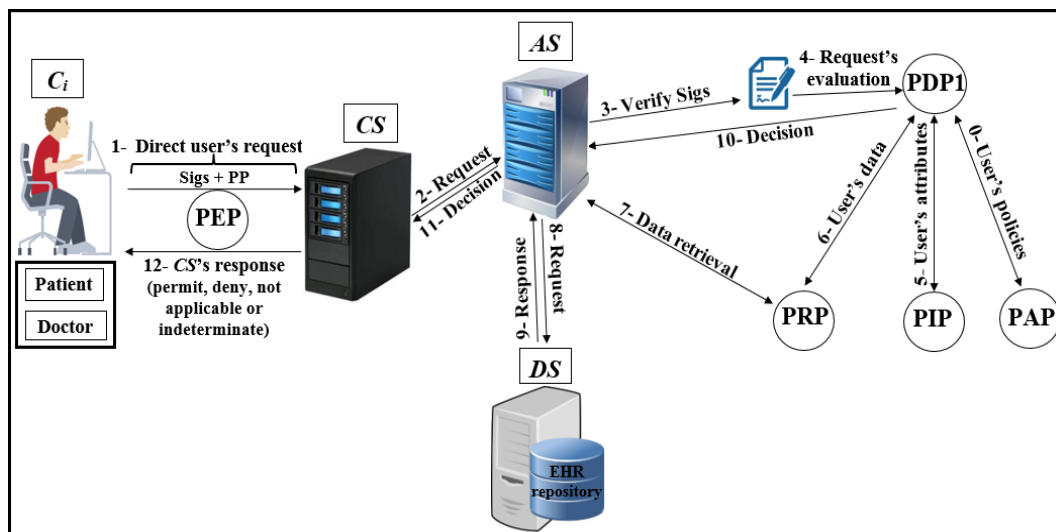 AS
C i
CS
1- Direct user's request
Sigs + PP
PEP
12- CS's response
(permit, deny, not
applicable or
indeterminate)
Patient
Doctor
2- Request
11- Decision
3- Verify Sigs
4- Request's
evaluation
PDP1
10- Decision
0- User's policies
5- User's attributes
6- User's data
7- Data retrieval
8- Request
9- Response
PRP
PIP
PAP
DS
EHR
repository